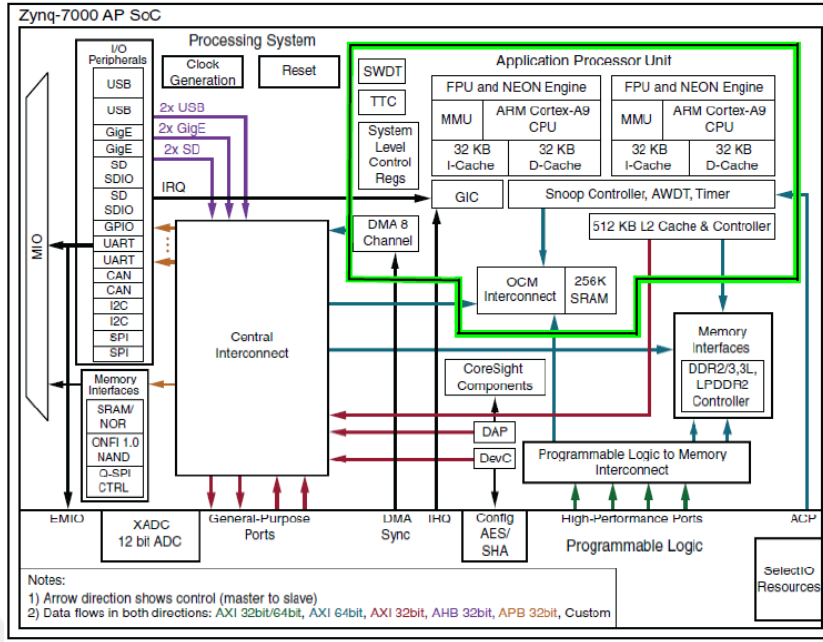 Zynq-7000 AP SoC
I/O
Peripherals
USB
USB
GigE
GigE
SD
SDIO
SD
SDIO
GPIO
UART
UART
CAN
CAN
I2C
I2C
SPI
SPI
MIO
Processing System
Clock
Generation
Reset
2x USB
2x GigE
2x SD
IRQ
Application Processor Unit
SWDT
TTC
System
Level
Control
Regs
FPU and NEON Engine
MMU
ARM Cortex-A9
CPU
32 KB
I-Cache
32 KB
D-Cache
FPU and NEON Engine
MMU
ARM Cortex-A9
CPU
32 KB
I-Cache
32 KB
D-Cache
GIC
Snoop Controller, AWDT, Timer
DMA 8
Channel
512 KB L2 Cache & Controller
OCM
Interconnect
256K
SRAM
Central
Interconnect
Memory
Interfaces
DDR2/3,3L,
LPDDR2
Controller
CoreSight
Components
DAP
DevC
Programmable Logic to Memory
Interconnect
Memory
Interfaces
SRAM/
NOR
ONFI 1.0
NAND
Q-SPI
CTRL
EMIO
XADC
12 bit ADC
General-Purpose
Ports
DMA
Sync
IRQ
Config
AES/
SHA
High-Performance Ports
ACP
Programmable Logic
SelectIO
Resources
Notes:
1) Arrow direction shows control (master to slave)
2) Data flows in both directions: AXI 32bit/64bit, AXI 64bit, AXI 32bit, AHB 32bit, APB 32bit, Custom